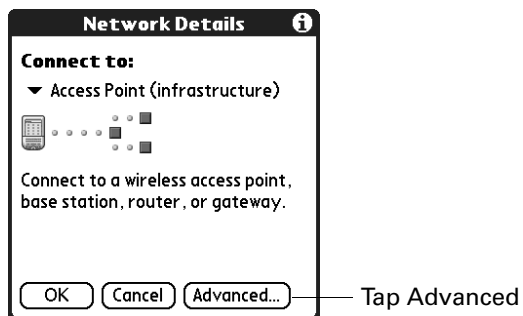 Network Details
Connect to:
Access Point (infrastructure)
Connect to a wireless access point,
base station, router, or gateway.
OK Cancel Advanced... Tap Advanced